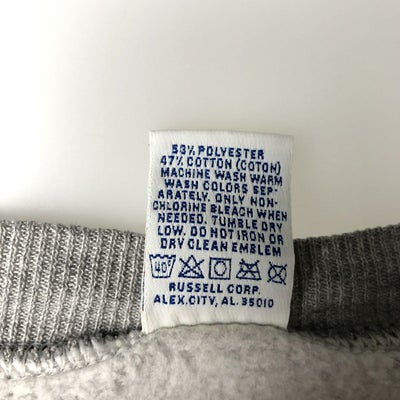 53% POLYESTER
47% COTTON (COTON)
MACHINE WASH WARM
WASH COLORS SEP-
ARATELY. ONLY NON-
CHLORINE BLEACH WHEN
NEEDED. TUMBLE DRY
LOW. DO NOT IRON OR
DRY CLEAN EMBLEM
40°
RUSSELL CORP.
ALEX.CITY, AL. 35010